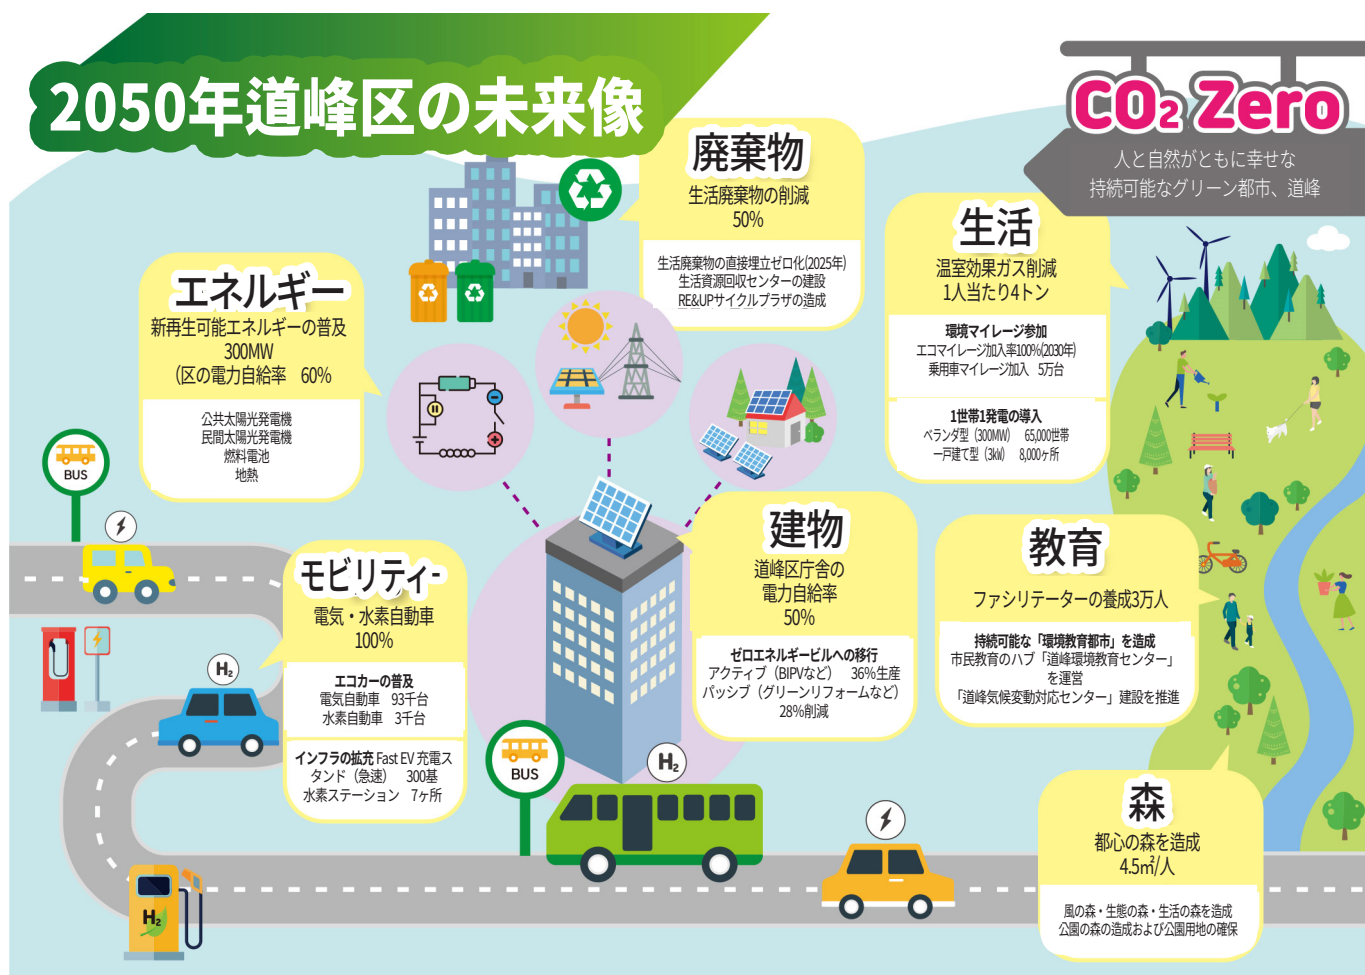 2050年道峰区の未来像
CO₂ Zero
人と自然がともに幸せな
持続可能なグリーン都市、道峰
廃棄物
生活廃棄物の削減
50%
生活廃棄物の直接埋立ゼロ化(2025年)
生活資源回収センターの建設
RE&UPサイクルプラザの造成
生活
温室効果ガス削減
1人当たり4トン
環境マイレージ参加
エコマイレージ加入率100%(2030年)
乗用車マイレージ加入 5万台
1世帯1発電の導入
ベランダ型（300MW） 65,000世帯
一戸建て型（3kW） 8,000ヶ所
エネルギー
新再生可能エネルギーの普及
300MW
(区の電力自給率 60%
公共太陽光発電機
民間太陽光発電機
燃料電池
地熱
BUS
モビリティ-
電気・水素自動車
100%
エコカーの普及
電気自動車 93千台
水素自動車 3千台
インフラの拡充 Fast EV 充電ス
タンド（急速） 300基
水素ステーション 7ヶ所
H₂
建物
道峰区庁舎の
電力自給率
50%
ゼロエネルギービルへの移行
アクティブ（BIPVなど） 36%生産
パッシブ（グリーンリフォームなど）
28%削減
教育
ファシリテーターの養成3万人
持続可能な「環境教育都市」を造成
市民教育のハブ「道峰環境教育センター」
を運営
「道峰気候変動対応センター」建設を推進
BUS
H₂
H₂
森
都心の森を造成
4.5㎡/人
風の森・生態の森・生活の森を造成
公園の森の造成および公園用地の確保